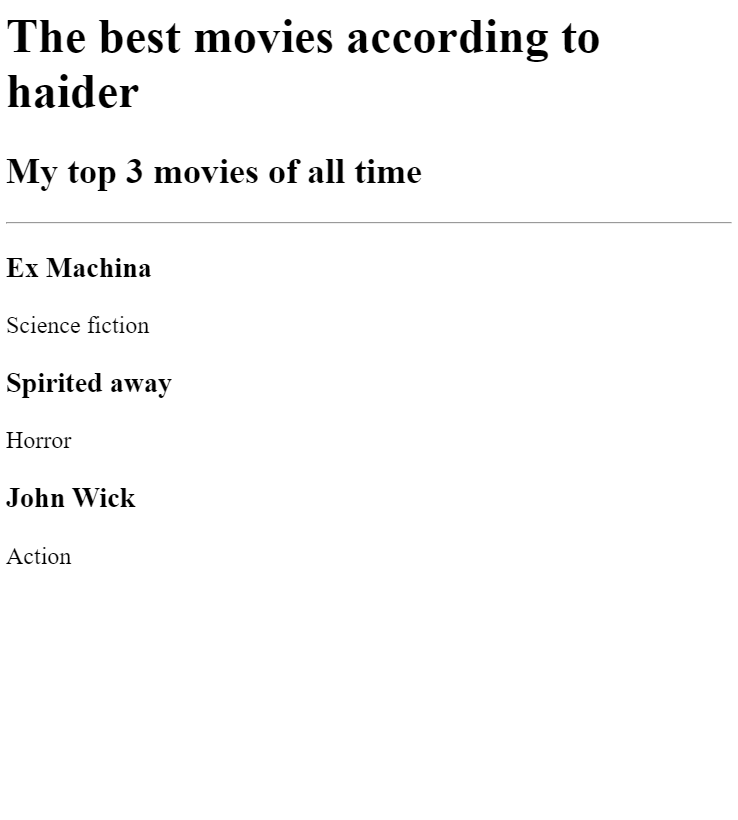 The best movies according to
haider
My top 3 movies of all time
Ex Machina
Science fiction
Spirited away
Horror
John Wick
Action